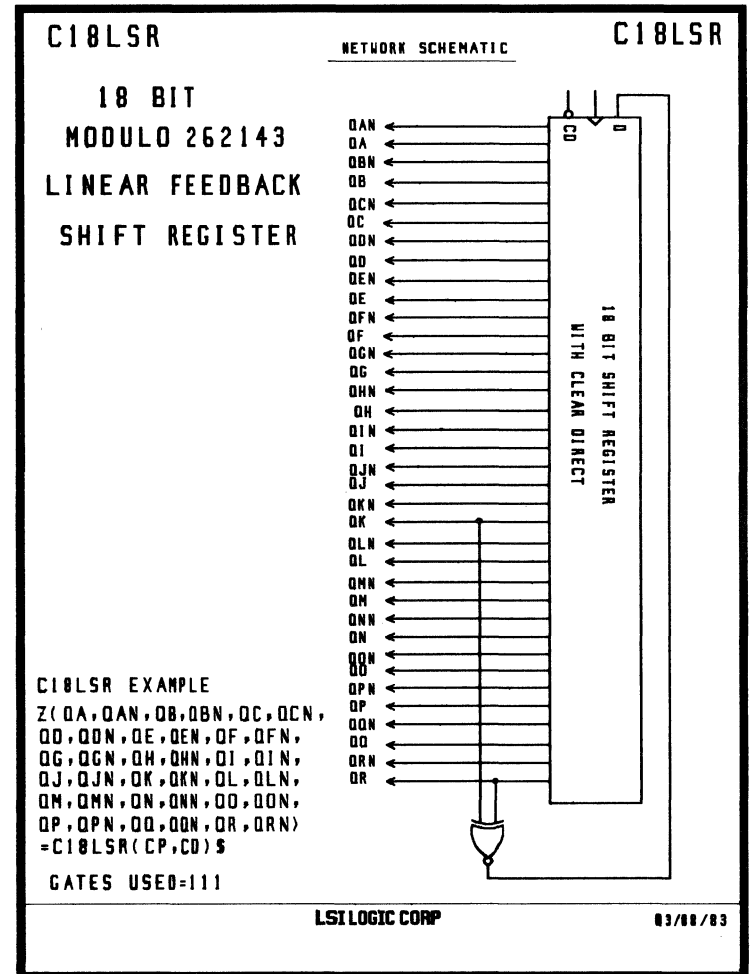 C18LSR
NETWORK SCHEMATIC
C18LSR
18 BIT
MODULO 262143
LINEAR FEEDBACK
SHIFT REGISTER
CD
D
QAN
QA
QBN
QB
QCN
QC
QDN
QD
QEN
QE
QFN
QF
QGN
QG
QHN
QH
QIN
QI
QJN
QJ
QKN
QK
QLN
QL
QMN
QM
QNN
QN
QON
QO
QPN
QP
QQN
QQ
QRN
QR
18 BIT SHIFT REGISTER
WITH CLEAR DIRECT
C18LSR EXAMPLE
Z(QA,QAN,QB,QBN,QC,QCN,
QD,QDN,QE,QEN,QF,QFN,
QG,QGN,QH,QHN,QI,QIN,
QJ,QJN,QK,QKN,QL,QLN,
QM,QMN,QN,QNN,QO,QON,
QP,QPN,QQ,QQN,QR,QRN)
=C18LSR(CP,CD)$
GATES USED=111
LSI LOGIC CORP